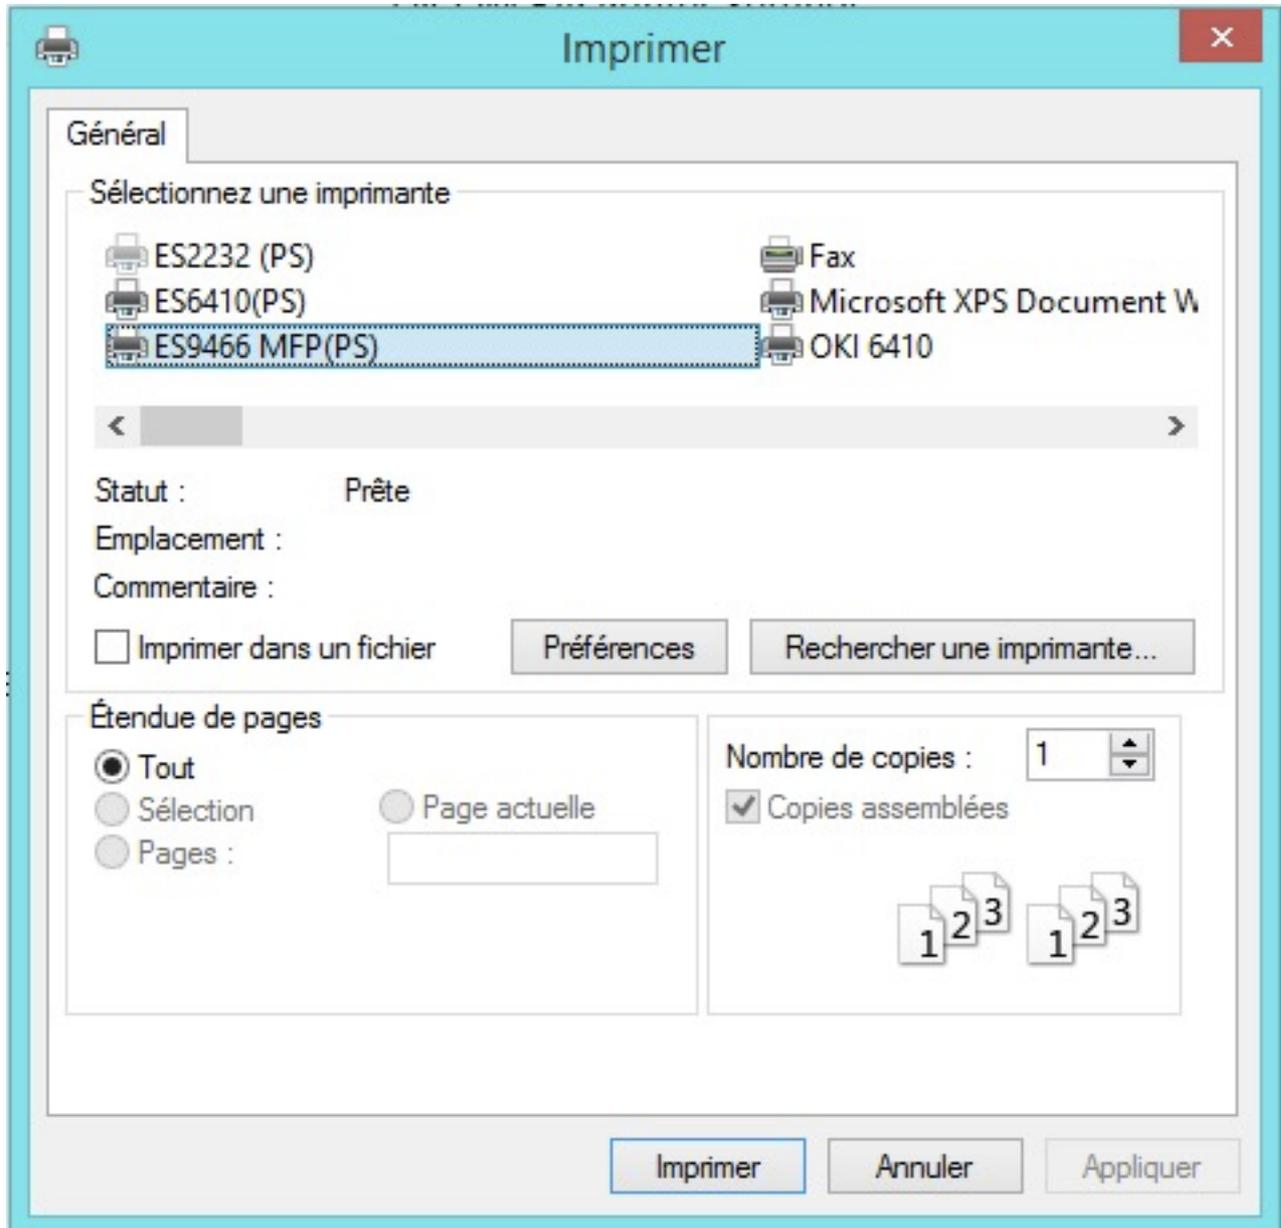 Imprimer
Général
Sélectionnez une imprimante
ES2232 (PS)
Fax
ES6410(PS)
Microsoft XPS Document W
ES9466 MFP(PS)
OKI 6410
Statut :
Prête
Emplacement :
Commentaire :
Imprimer dans un fichier
Préférences
Rechercher une imprimante...
Étendue de pages
Tout
Sélection
Page actuelle
Pages :
Nombre de copies :
1
Copies assemblées
1 2 3 1 2 3
Imprimer
Annuler
Appliquer